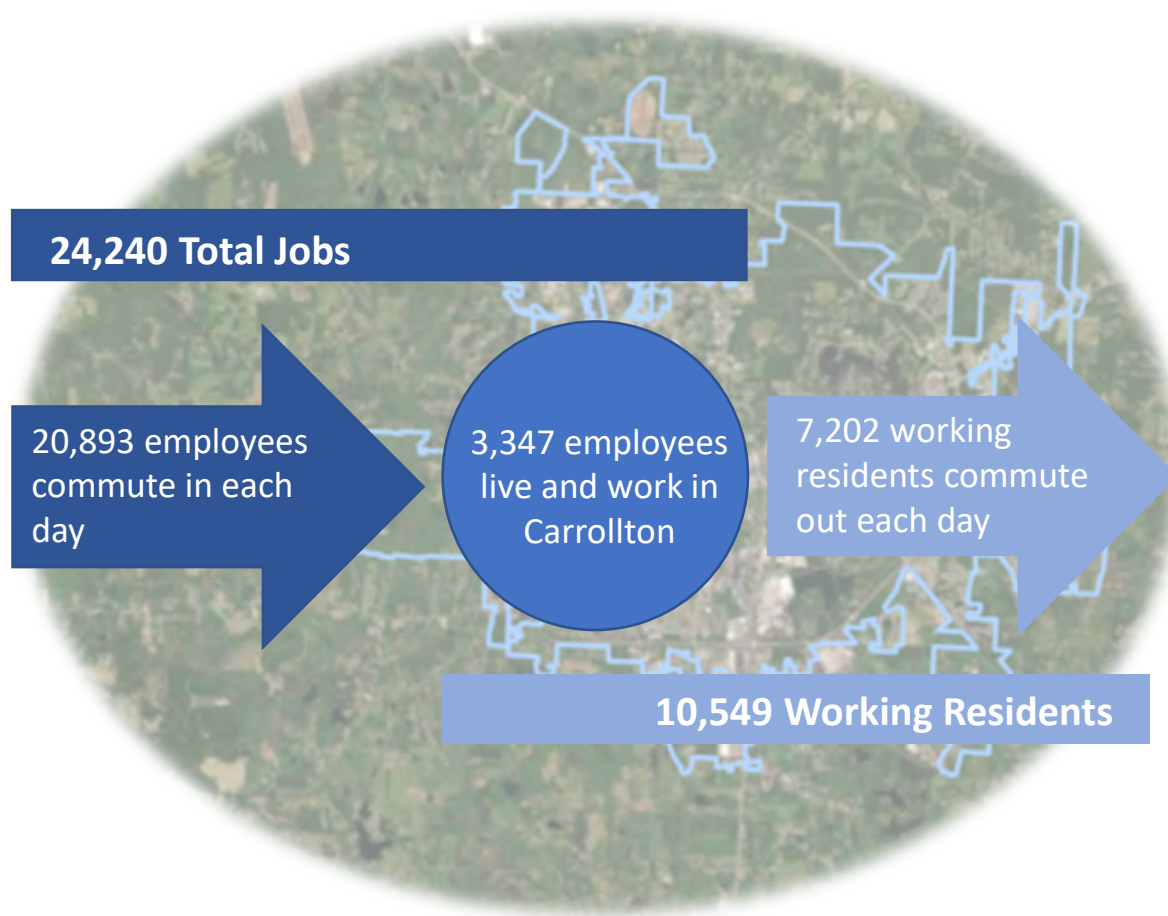 24,240 Total Jobs
20,893 employees
commute in each
day
3,347 employees
live and work in
Carrollton
7,202 working
residents commute
out each day
10,549 Working Residents